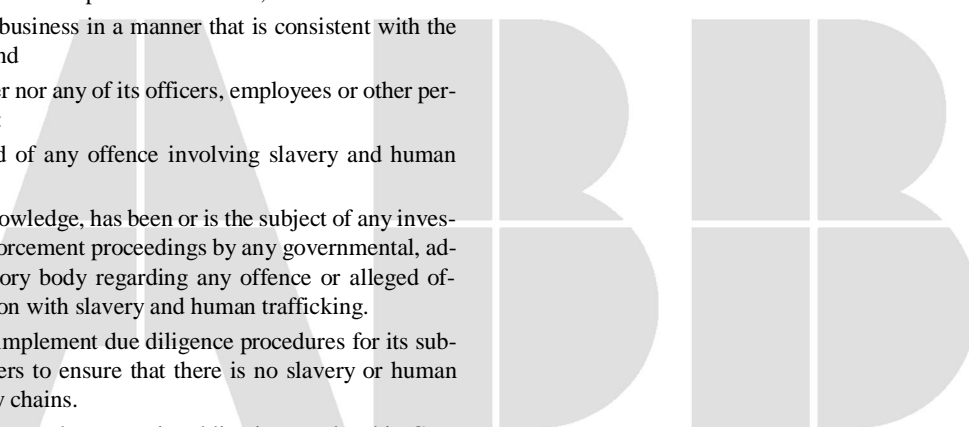 business in a manner that is consistent with the
nd
er nor any of its officers, employees or other per-
d of any offence involving slavery and human
owledge, has been or is the subject of any inves-
orcement proceedings by any governmental, ad-
ory body regarding any offence or alleged of-
on with slavery and human trafficking.
implement due diligence procedures for its sub-
ers to ensure that there is no slavery or human
y chains.
ABB